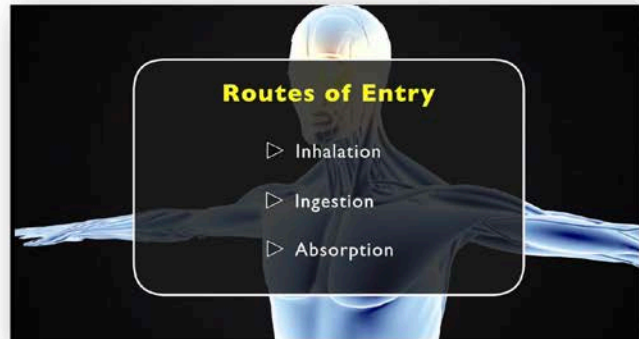 Routes of Entry
▷ Inhalation
▷ Ingestion
▷ Absorption